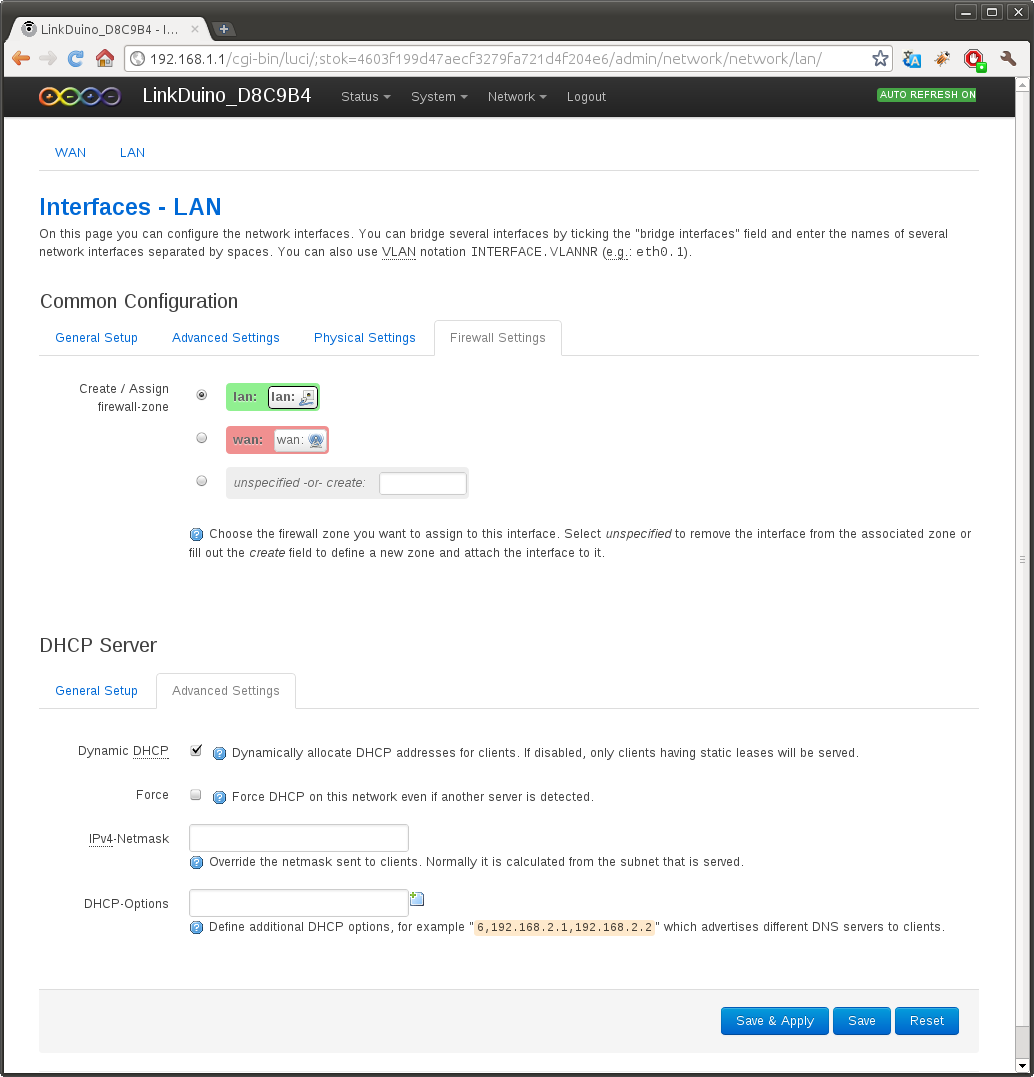 LinkDuino_D8C9B4 - I...
192.168.1.1/cgi-bin/luci/;stok=4603f199d47aecf3279fa721d4f204e6/admin/network/network/lan/
LinkDuino_D8C9B4 Status System Network Logout AUTO REFRESH ON
WAN LAN
Interfaces - LAN
On this page you can configure the network interfaces. You can bridge several interfaces by ticking the "bridge interfaces" field and enter the names of several
network interfaces separated by spaces. You can also use VLAN notation INTERFACE.VLANNR (e.g.: eth0.1).
Common Configuration
General Setup Advanced Settings Physical Settings Firewall Settings
Create / Assign
firewall-zone
lan: lan:
wan: wan:
unspecified -or- create:
Choose the firewall zone you want to assign to this interface. Select unspecified to remove the interface from the associated zone or
fill out the create field to define a new zone and attach the interface to it.
DHCP Server
General Setup Advanced Settings
Dynamic DHCP Dynamically allocate DHCP addresses for clients. If disabled, only clients having static leases will be served.
Force Force DHCP on this network even if another server is detected.
IPv4-Netmask
Override the netmask sent to clients. Normally it is calculated from the subnet that is served.
DHCP-Options
Define additional DHCP options, for example "6,192.168.2.1,192.168.2.2" which advertises different DNS servers to clients.
Save & Apply Save Reset